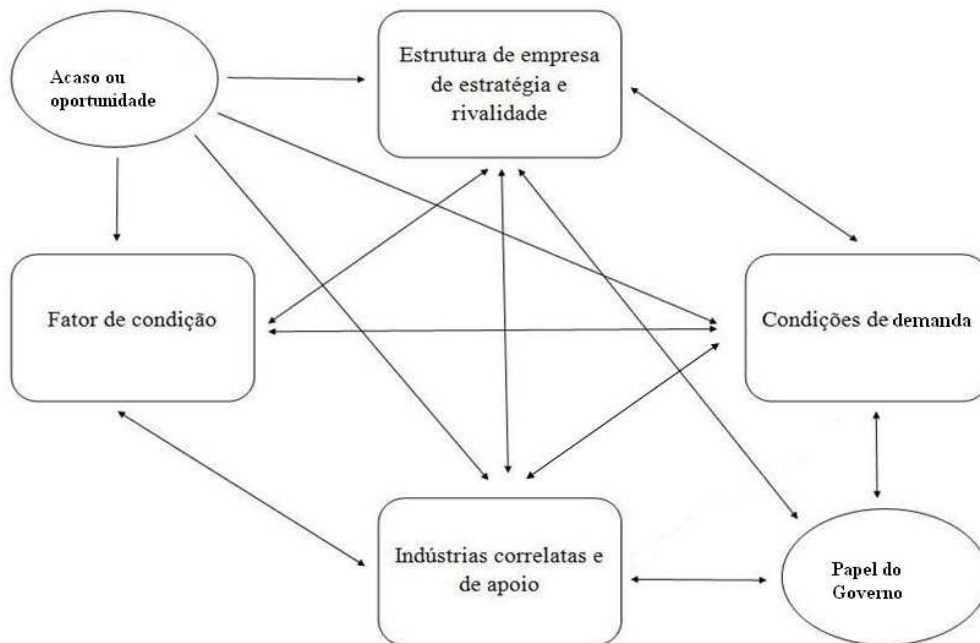 Acaso ou
oportunidade
Estrutura de empresa
de estratégia e
rivalidade
Fator de condição
Condições de demanda
Indústrias correlatas e
de apoio
Papel do
Governo